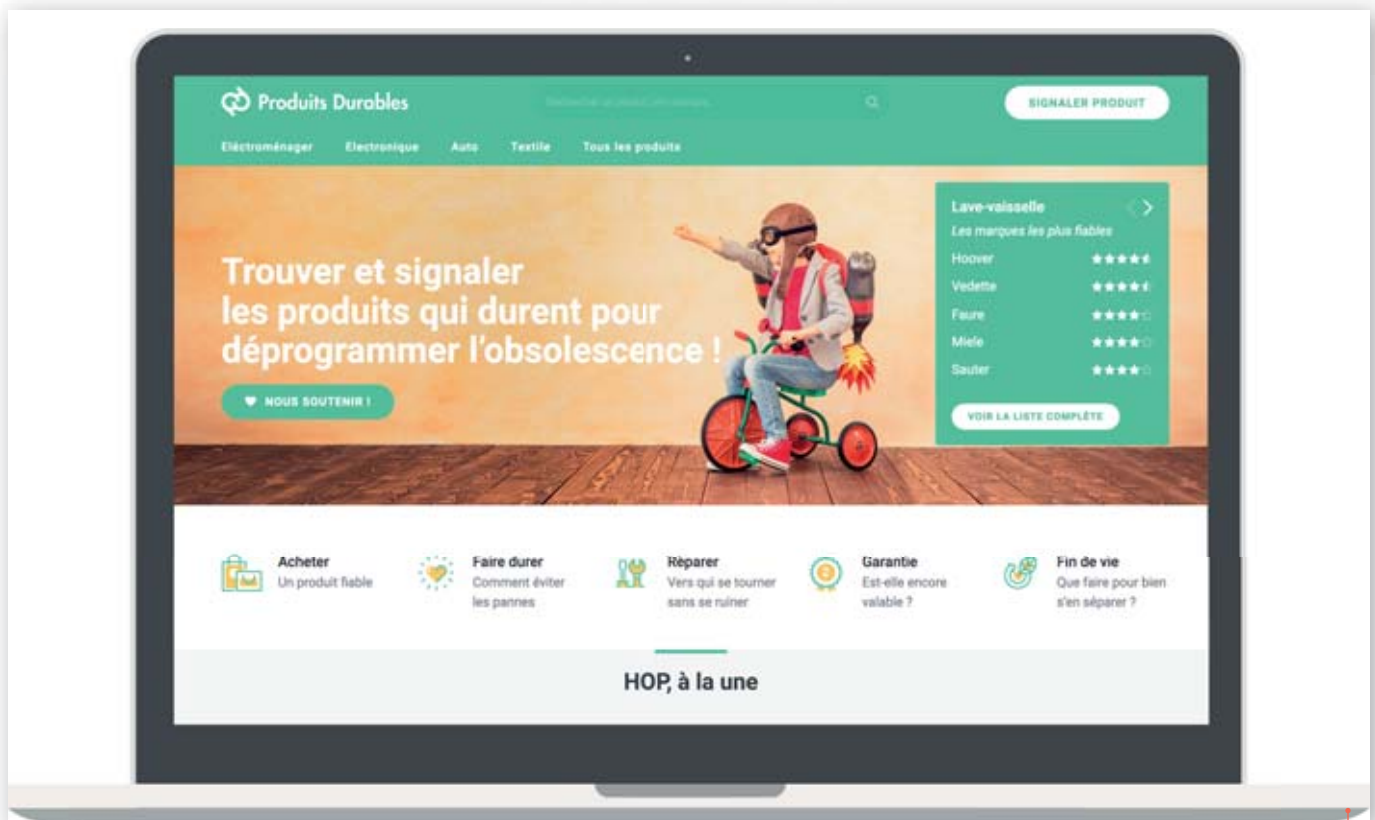 Produits Durables
SIGNALER PRODUIT
Eléctroménager Electronique Auto Textile Tous les produits
Trouver et signaler
les produits qui durent pour
déprogrammer l'obsolescence !
NOUS SOUTENIR !
Lave-vaisselle
Les marques les plus fiables
Hoover
Vedette
Faure
Miele
Sauter
VOIR LA LISTE COMPLÈTE
Acheter
Un produit fiable
Faire durer
Comment éviter
les pannes
Réparer
Vers qui se tourner
sans se ruiner
Garantie
Est-elle encore
valable ?
Fin de vie
Que faire pour bien
s'en séparer ?
HOP, à la une